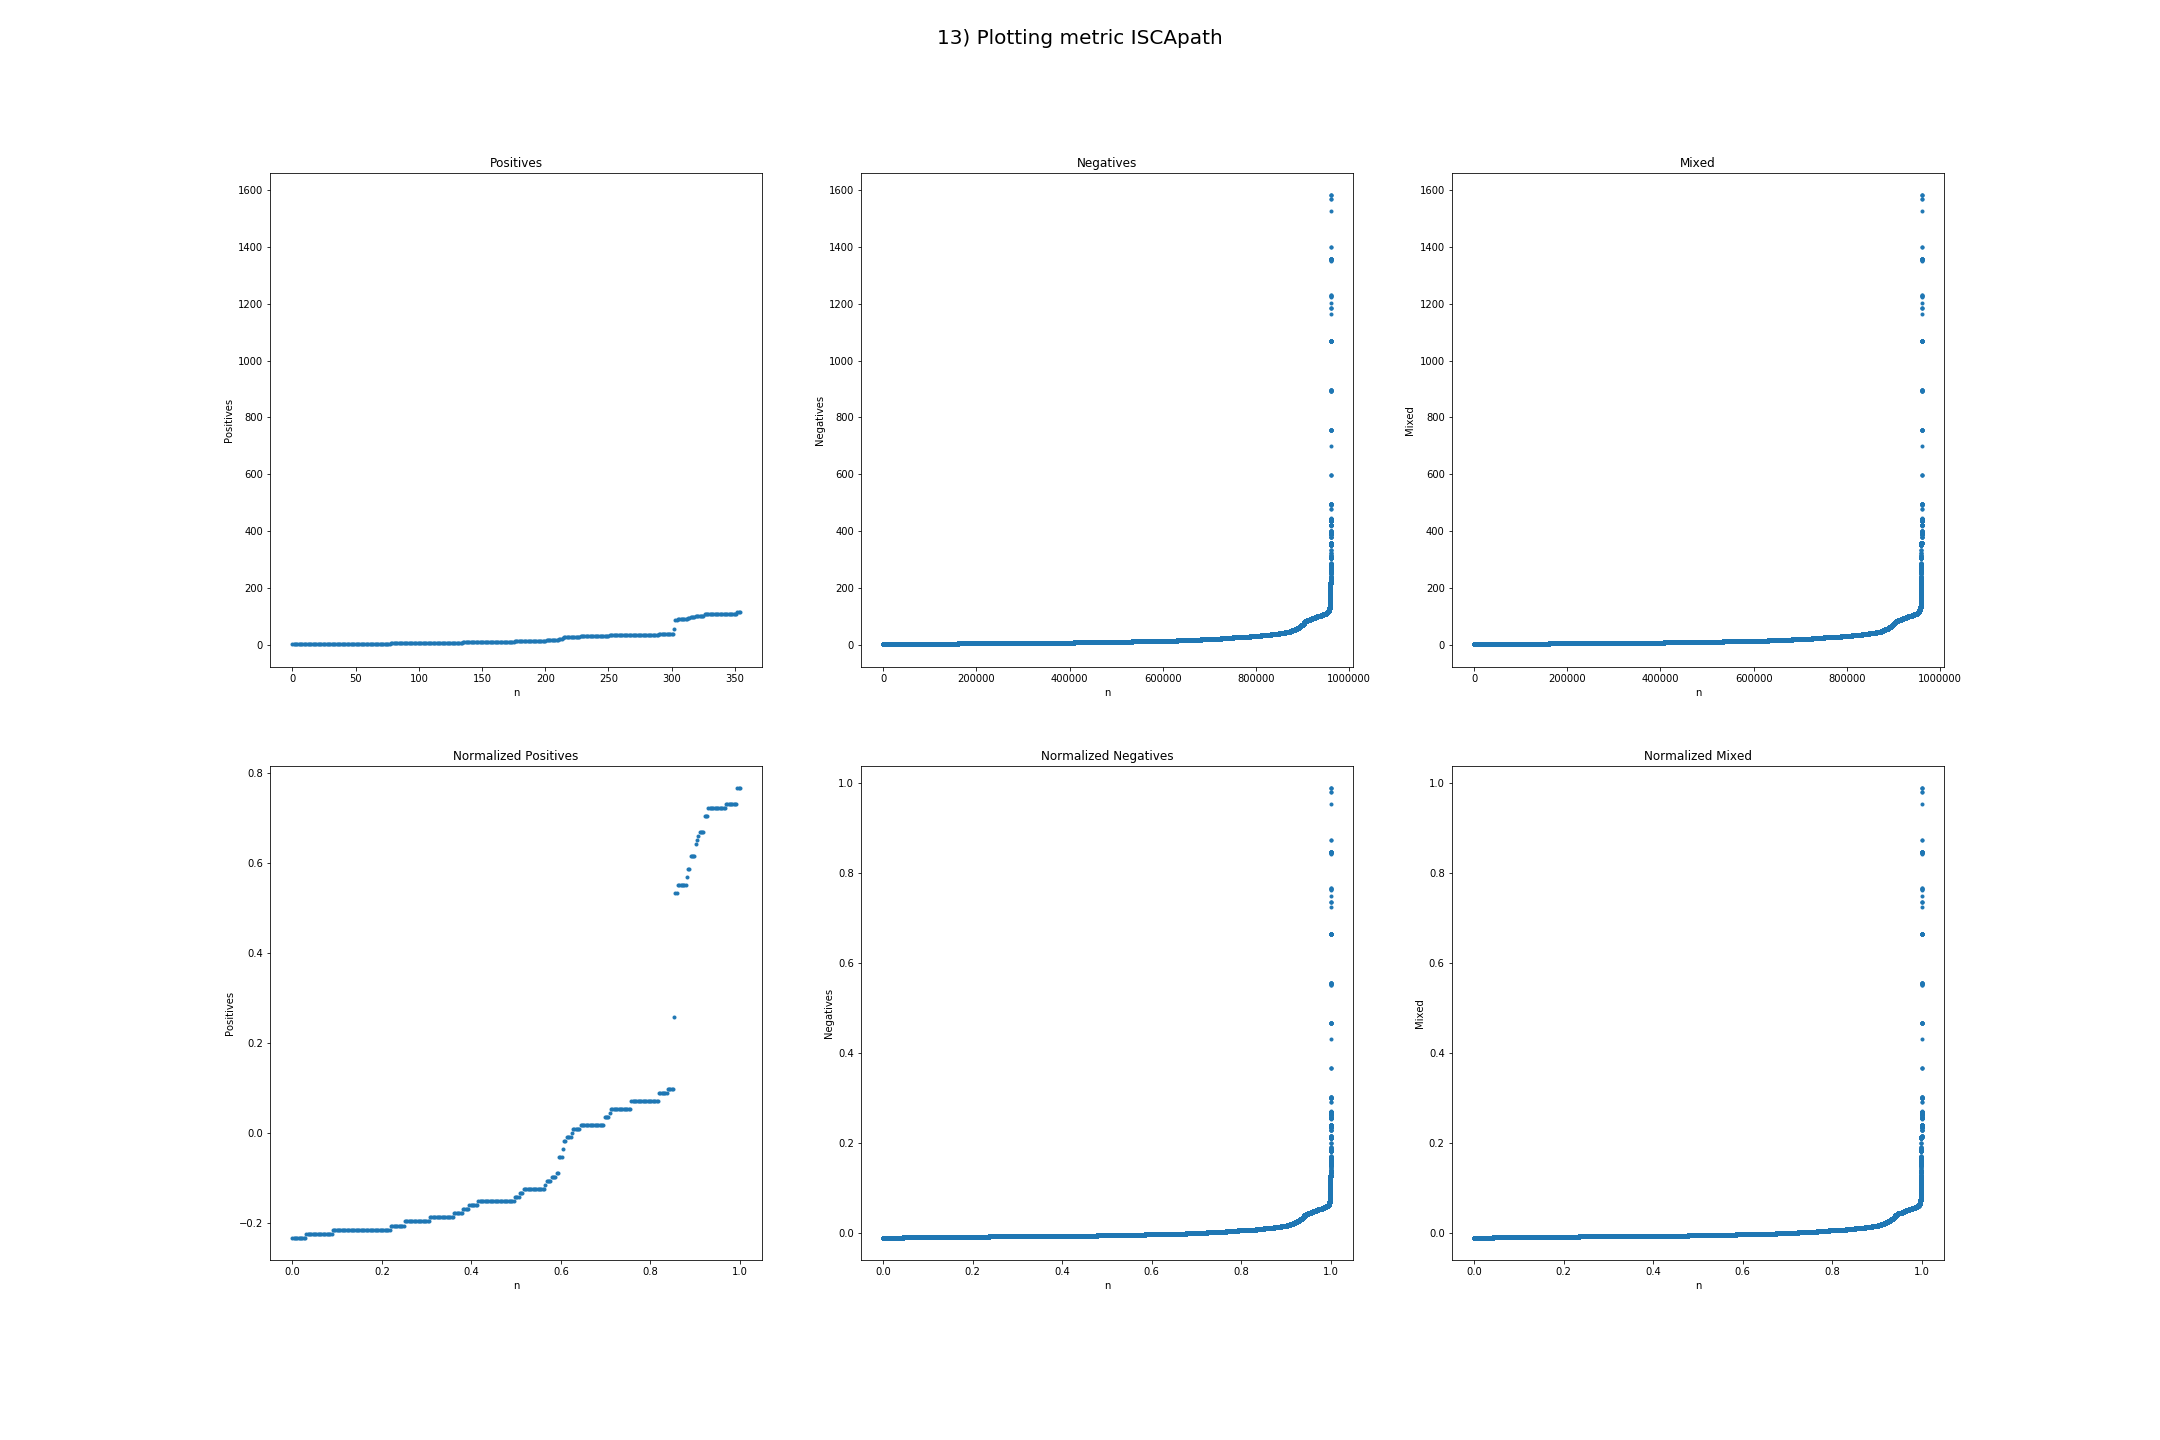 13) Plotting metric ISCApath
Positives
Negatives
Mixed
1600
1400
1200
1000
800
600
400
200
0
Positives
0 50 100 150 200 250 300 350
n
1600
1400
1200
1000
800
600
400
200
0
Negatives
0 200000 400000 600000 800000 1000000
n
1600
1400
1200
1000
800
600
400
200
0
Mixed
0 200000 400000 600000 800000 1000000
n
Normalized Positives
Normalized Negatives
Normalized Mixed
0.8
0.6
0.4
0.2
0.0
−0.2
Positives
0.0 0.2 0.4 0.6 0.8 1.0
n
1.0
0.8
0.6
0.4
0.2
0.0
Negatives
0.0 0.2 0.4 0.6 0.8 1.0
n
1.0
0.8
0.6
0.4
0.2
0.0
Mixed
0.0 0.2 0.4 0.6 0.8 1.0
n